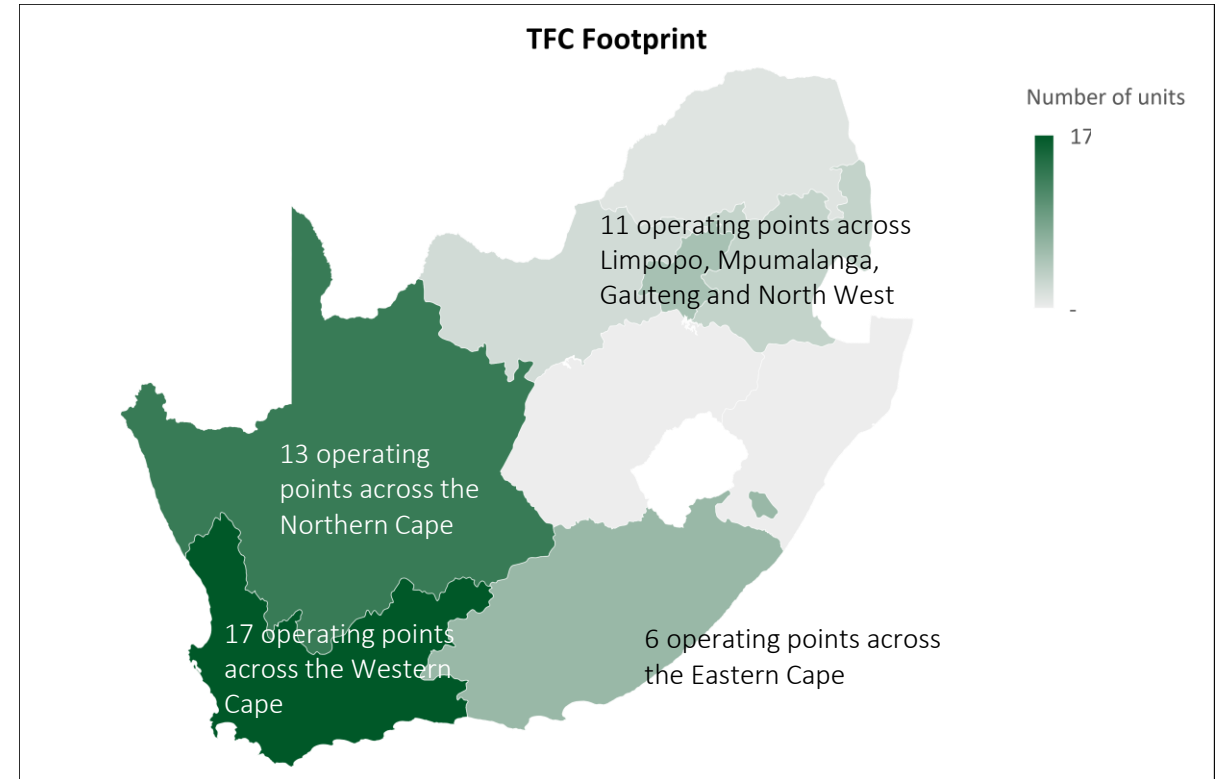 TFC Footprint
Number of units
17
-
11 operating points across
Limpopo, Mpumalanga,
Gauteng and North West
13 operating
points across the
Northern Cape
17 operating points
across the Western
Cape
6 operating points across
the Eastern Cape